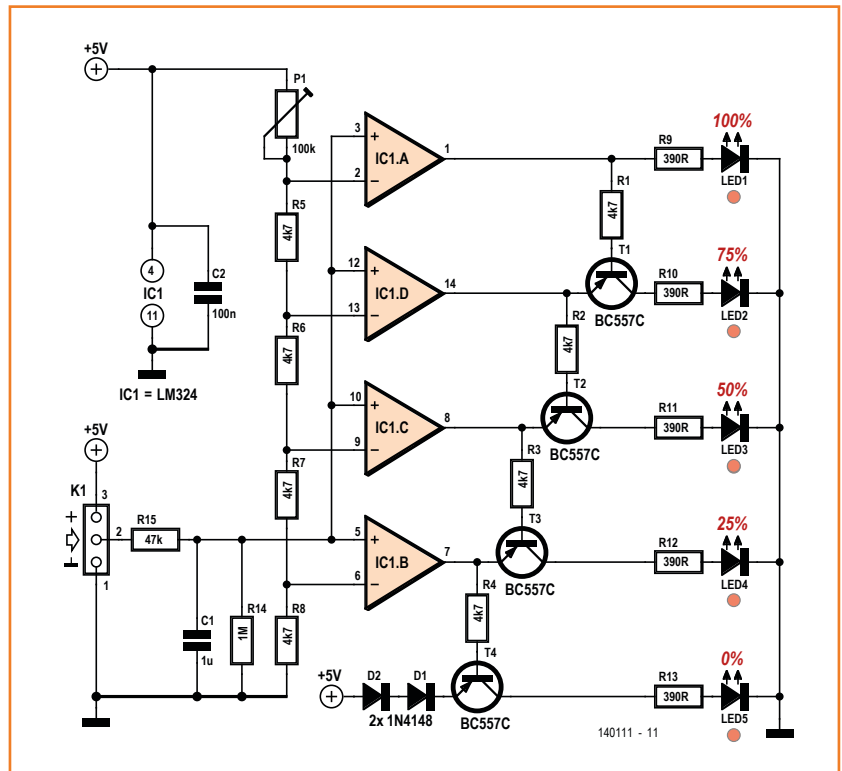 +5V
P1
100k
3
+
2
−
IC1.A
1
R9
390R
100%
LED1
R5
4k7
R1
4k7
T1
BC557C
4
IC1
11
C2
100n
IC1 = LM324
12
+
13
−
IC1.D
14
R10
390R
75%
LED2
R6
4k7
R2
4k7
T2
BC557C
10
+
9
−
IC1.C
8
R11
390R
50%
LED3
+5V
K1
3
+
2
1
R15
47k
R7
4k7
R3
4k7
T3
BC557C
5
+
6
−
IC1.B
7
R12
390R
25%
LED4
C1
1u
R14
1M
R8
4k7
R4
4k7
T4
BC557C
+5V
D2
D1
2x 1N4148
R13
390R
0%
LED5
140111 - 11